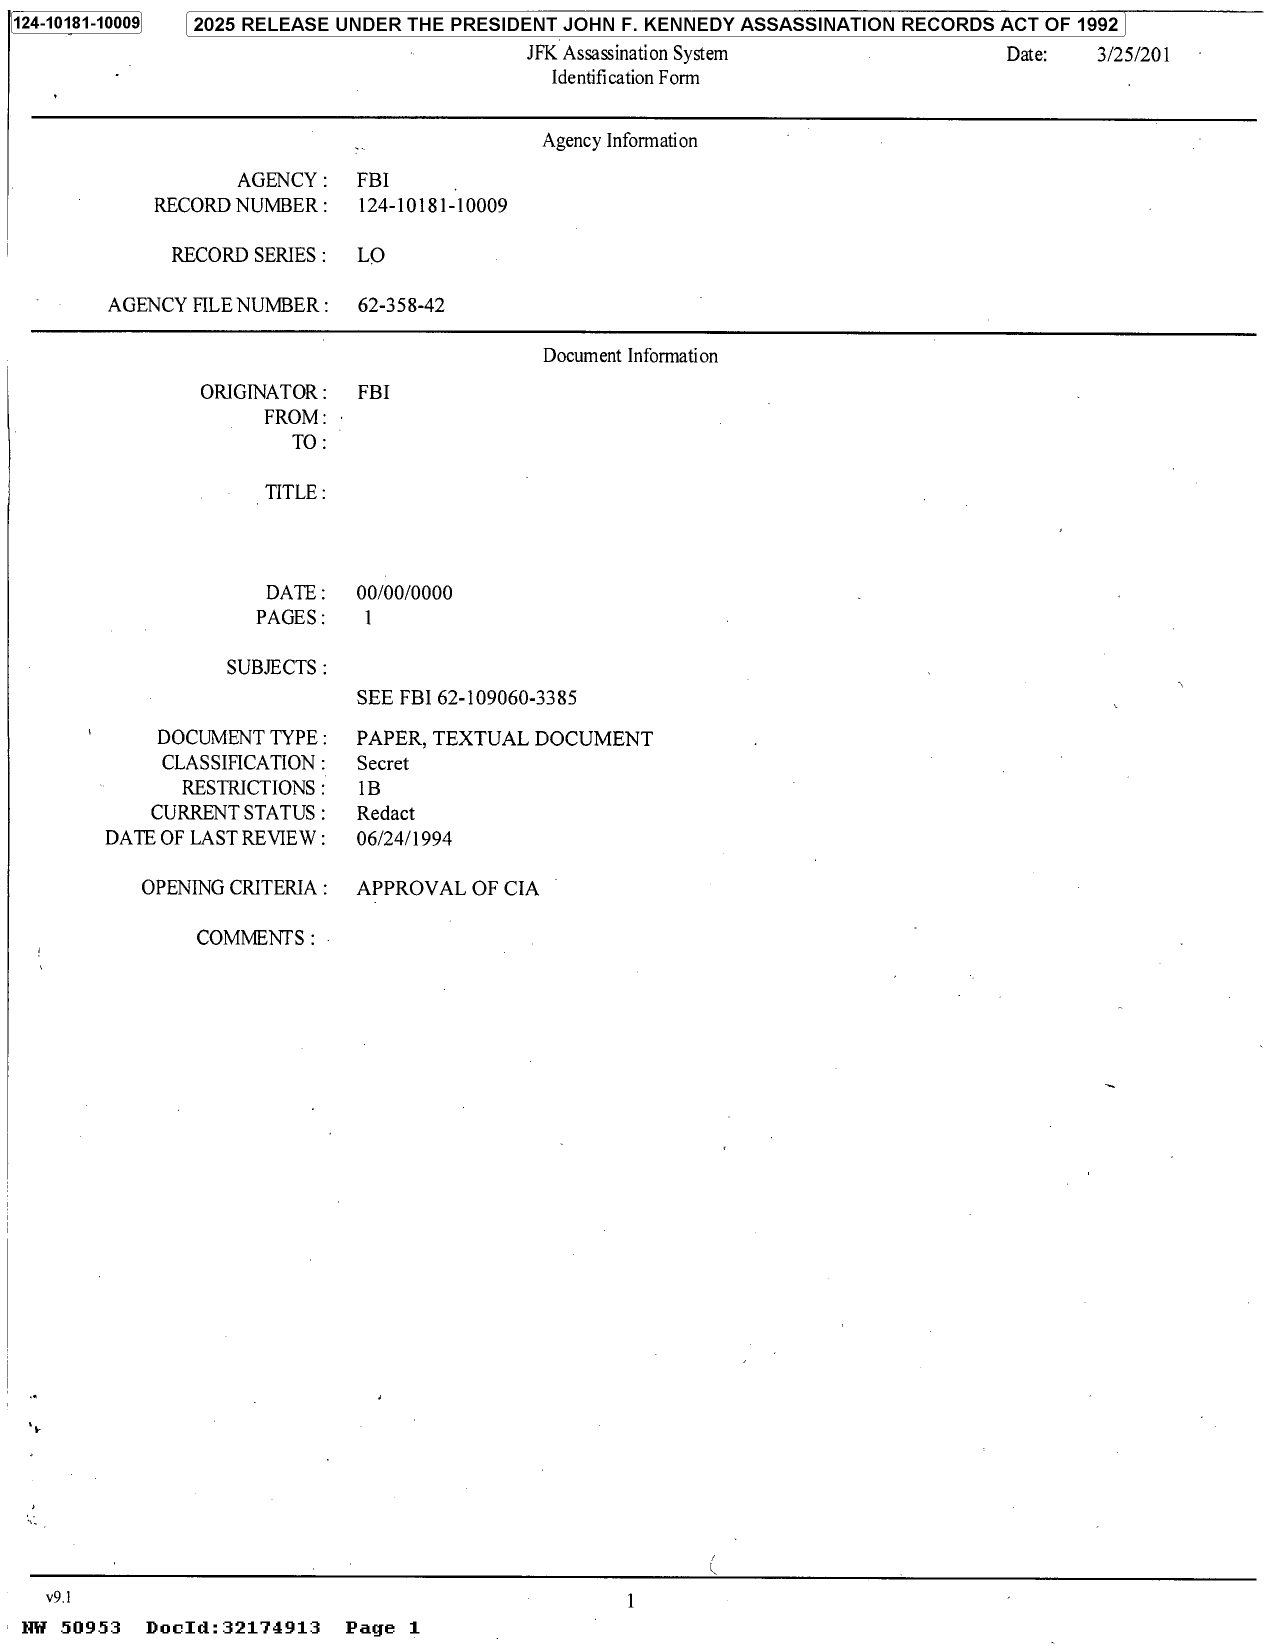 124-10181-10009
2025 RELEASE UNDER THE PRESIDENT JOHN F. KENNEDY ASSASSINATION RECORDS ACT OF 1992
JFK Assassination System Date: 3/25/201
Identification Form
Agency Information
AGENCY : FBI
RECORD NUMBER : 124-10181-10009
RECORD SERIES : LO
AGENCY FILE NUMBER : 62-358-42
Document Information
ORIGINATOR : FBI
FROM :
TO :
TITLE :
DATE : 00/00/0000
PAGES : 1
SUBJECTS :
SEE FBI 62-109060-3385
DOCUMENT TYPE : PAPER, TEXTUAL DOCUMENT
CLASSIFICATION : Secret
RESTRICTIONS : 1B
CURRENT STATUS : Redact
DATE OF LAST REVIEW : 06/24/1994
OPENING CRITERIA : APPROVAL OF CIA
COMMENTS :
v9.1 1
NW 50953 DocId:32174913 Page 1